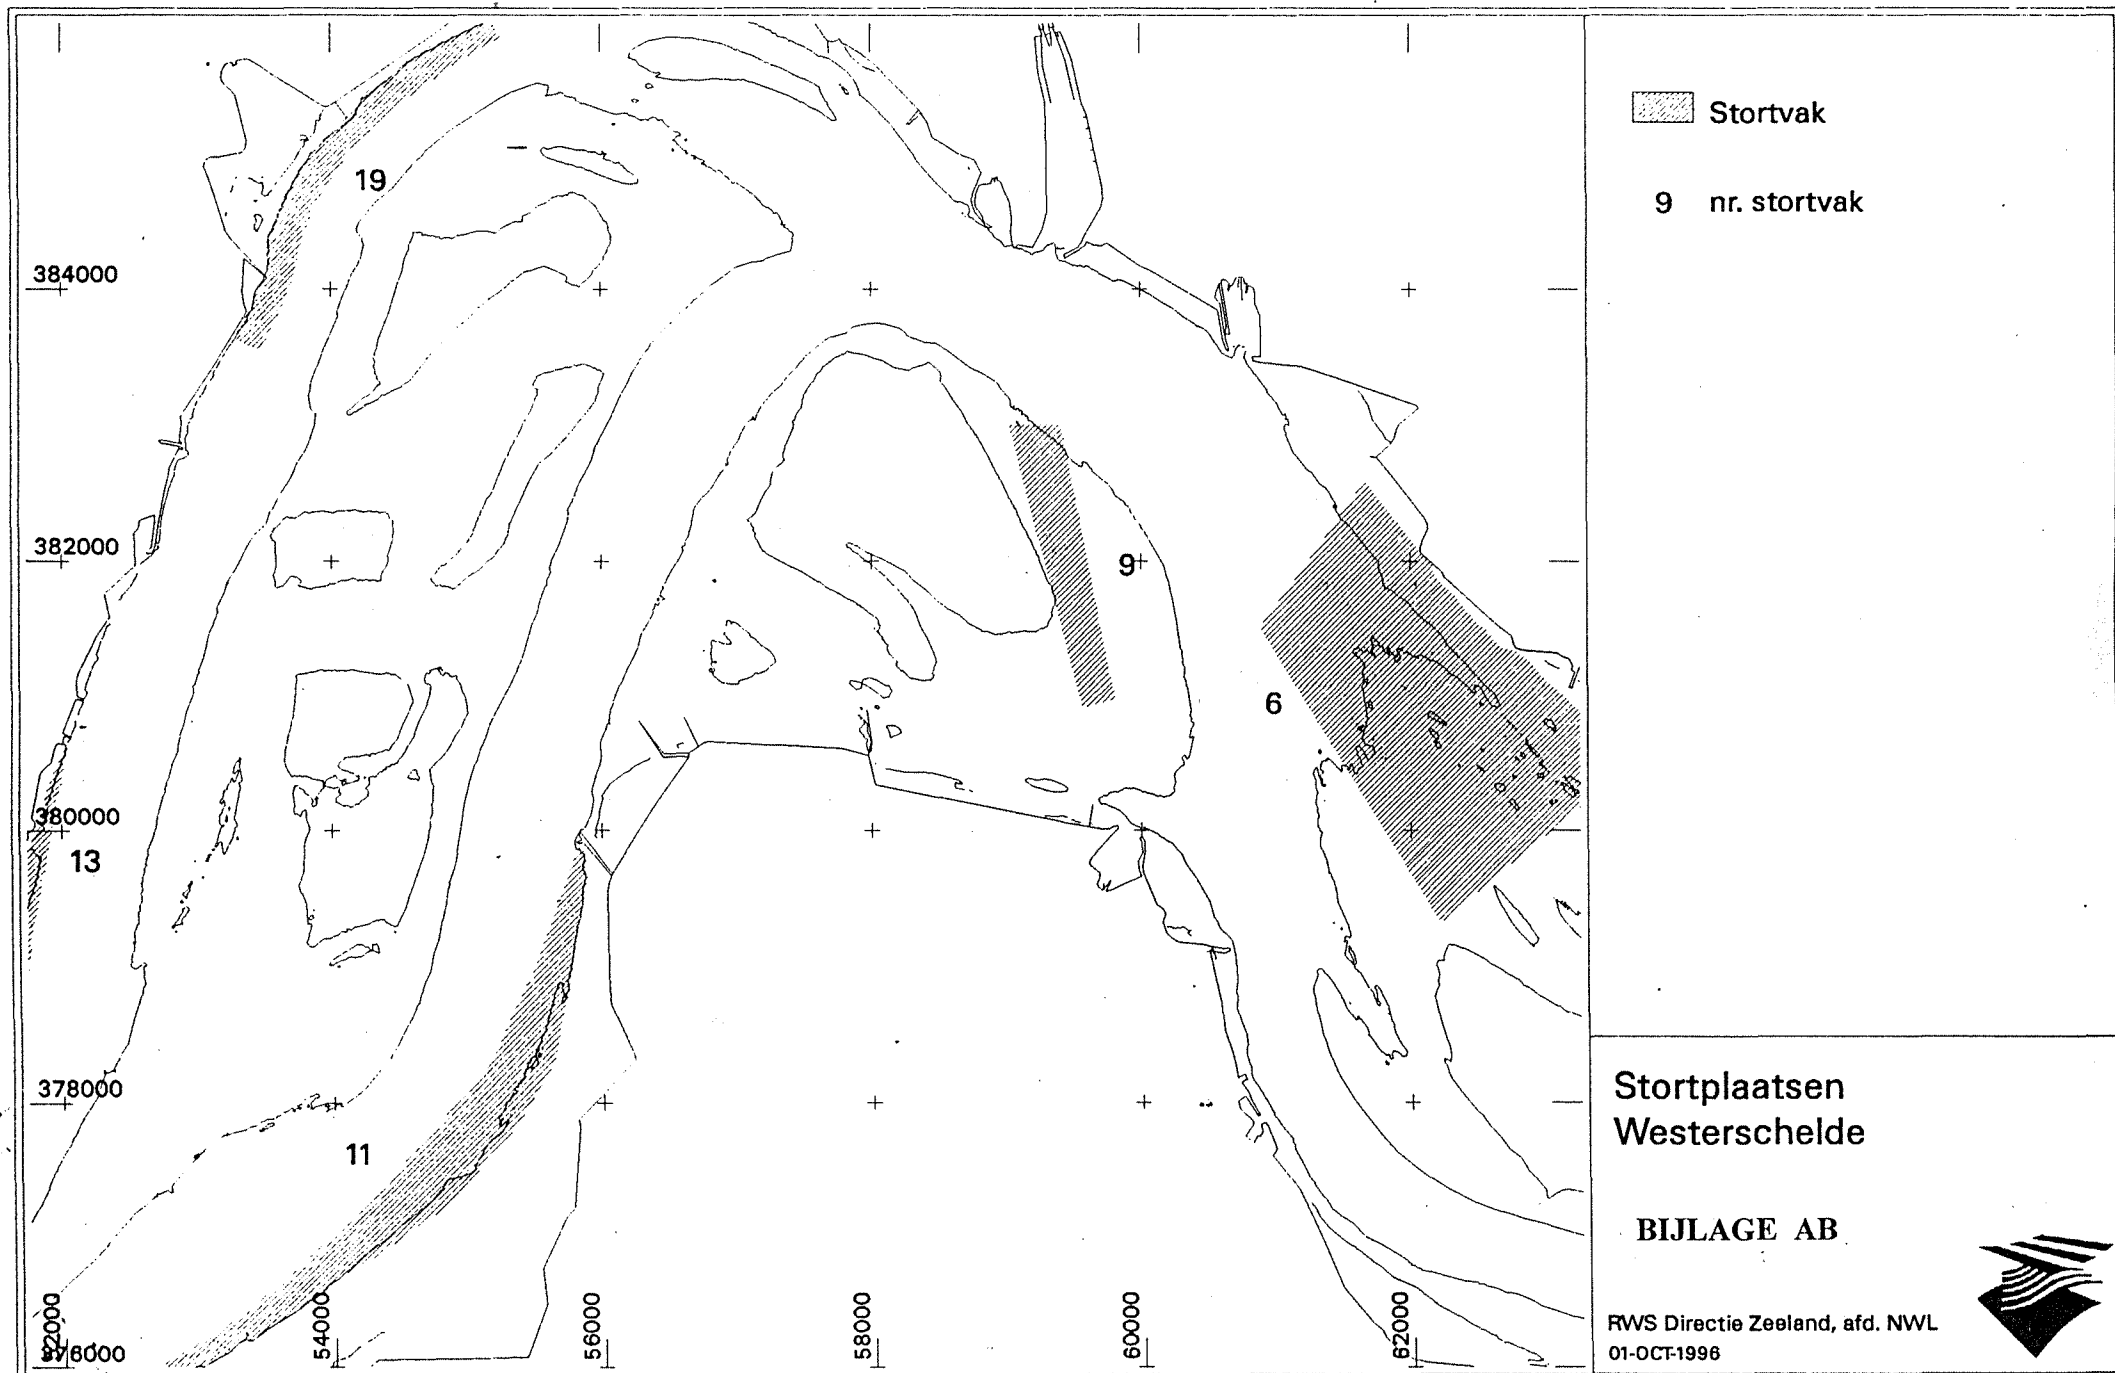 Stortvak
9 nr. stortvak
19
384000
382000
9
6
380000
13
378000
11
376000
52000
54000
56000
58000
60000
62000
Stortplaatsen
Westerschelde
BIJLAGE AB
RWS Directie Zeeland, afd. NWL
01-OCT-1996